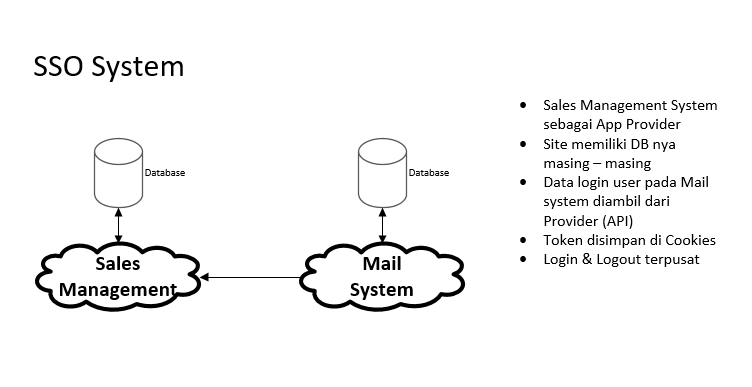 SSO System
Database
Database
Sales
Management
Mail
System
• Sales Management System
sebagai App Provider
• Site memiliki DB nya
masing – masing
• Data login user pada Mail
system diambil dari
Provider (API)
• Token disimpan di Cookies
• Login & Logout terpusat